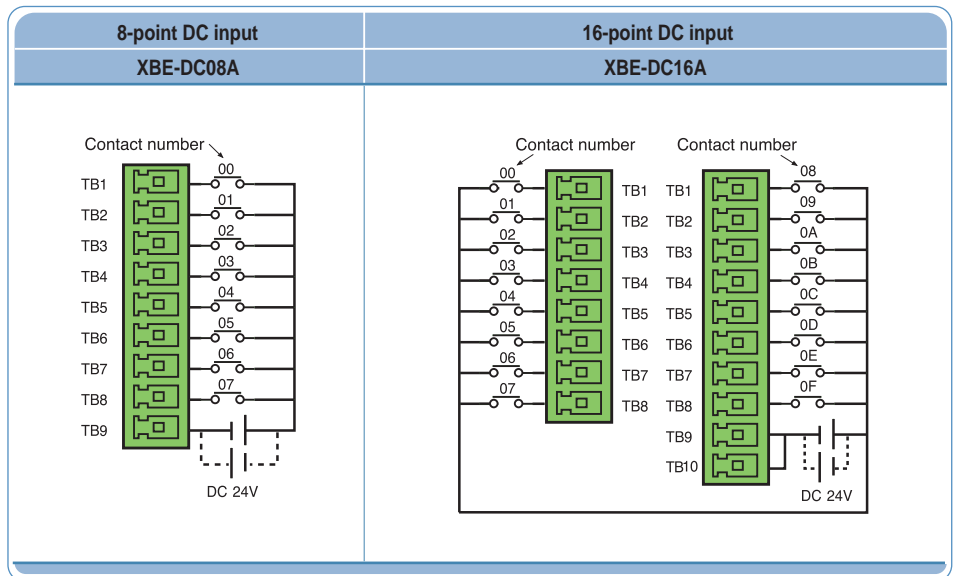 8-point DC input
16-point DC input
XBE-DC08A
XBE-DC16A
Contact number
TB1 00
TB2 01
TB3 02
TB4 03
TB5 04
TB6 05
TB7 06
TB8 07
TB9
DC 24V
Contact number
00 TB1
01 TB2
02 TB3
03 TB4
04 TB5
05 TB6
06 TB7
07 TB8
Contact number
TB1 08
TB2 09
TB3 0A
TB4 0B
TB5 0C
TB6 0D
TB7 0E
TB8 0F
TB9
TB10
DC 24V